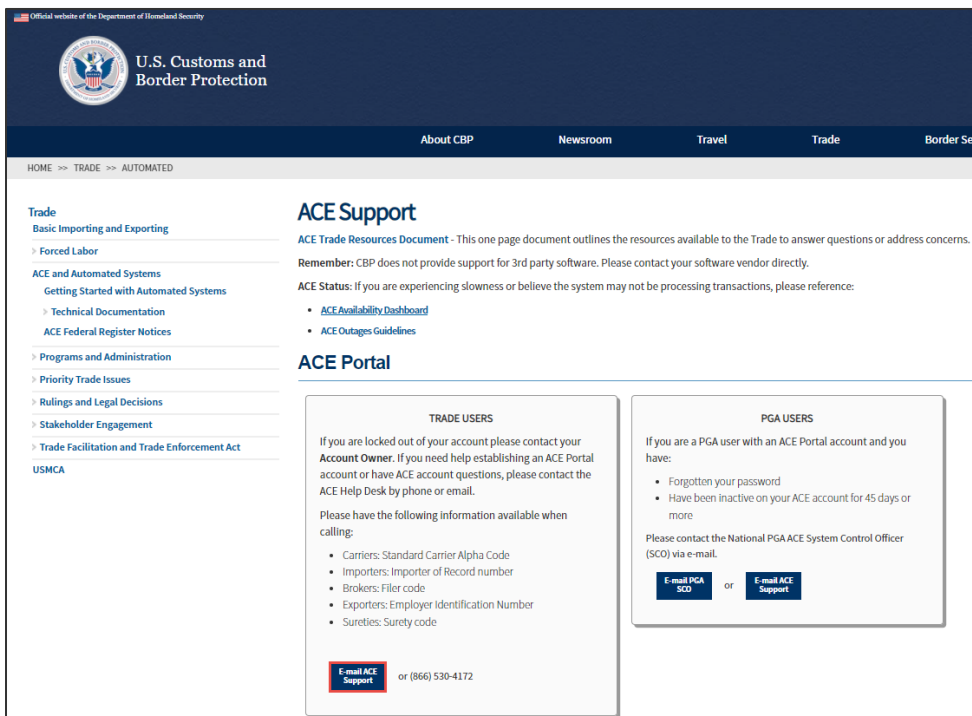 Official website of the Department of Homeland Security
U.S. Customs and
Border Protection
About CBP
Newsroom
Travel
Trade
Border Se
HOME >> TRADE >> AUTOMATED
Trade
Basic Importing and Exporting
Forced Labor
ACE and Automated Systems
Getting Started with Automated Systems
Technical Documentation
ACE Federal Register Notices
Programs and Administration
Priority Trade Issues
Rulings and Legal Decisions
Stakeholder Engagement
Trade Facilitation and Trade Enforcement Act
USMCA
ACE Support
ACE Trade Resources Document - This one page document outlines the resources available to the Trade to answer questions or address concerns.
Remember: CBP does not provide support for 3rd party software. Please contact your software vendor directly.
ACE Status: If you are experiencing slowness or believe the system may not be processing transactions, please reference:
• ACE Availability Dashboard
• ACE Outages Guidelines
ACE Portal
TRADE USERS
If you are locked out of your account please contact your
Account Owner. If you need help establishing an ACE Portal
account or have ACE account questions, please contact the
ACE Help Desk by phone or email.
Please have the following information available when
calling:
• Carriers: Standard Carrier Alpha Code
• Importers: Importer of Record number
• Brokers: Filer code
• Exporters: Employer Identification Number
• Sureties: Surety code
E-mail ACE
Support
or (866) 530-4172
PGA USERS
If you are a PGA user with an ACE Portal account and you
have:
• Forgotten your password
• Have been inactive on your ACE account for 45 days or
more
Please contact the National PGA ACE System Control Officer
(SCO) via e-mail.
E-mail PGA
SCO
or
E-mail ACE
Support